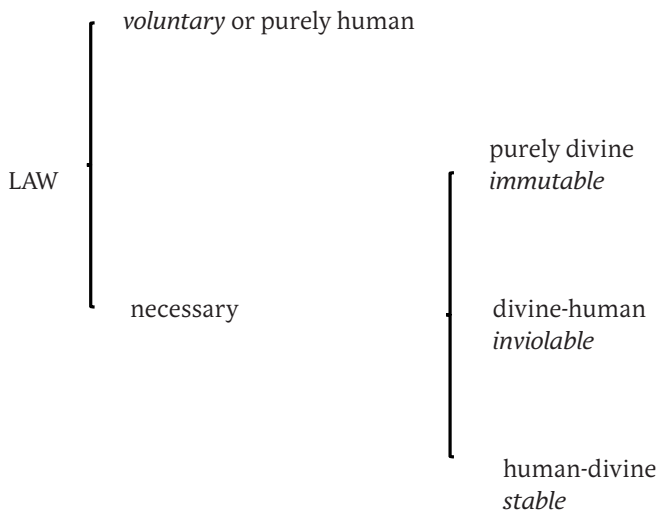 voluntary or purely human
purely divine
immutable
LAW
necessary
divine-human
inviolable
human-divine
stable